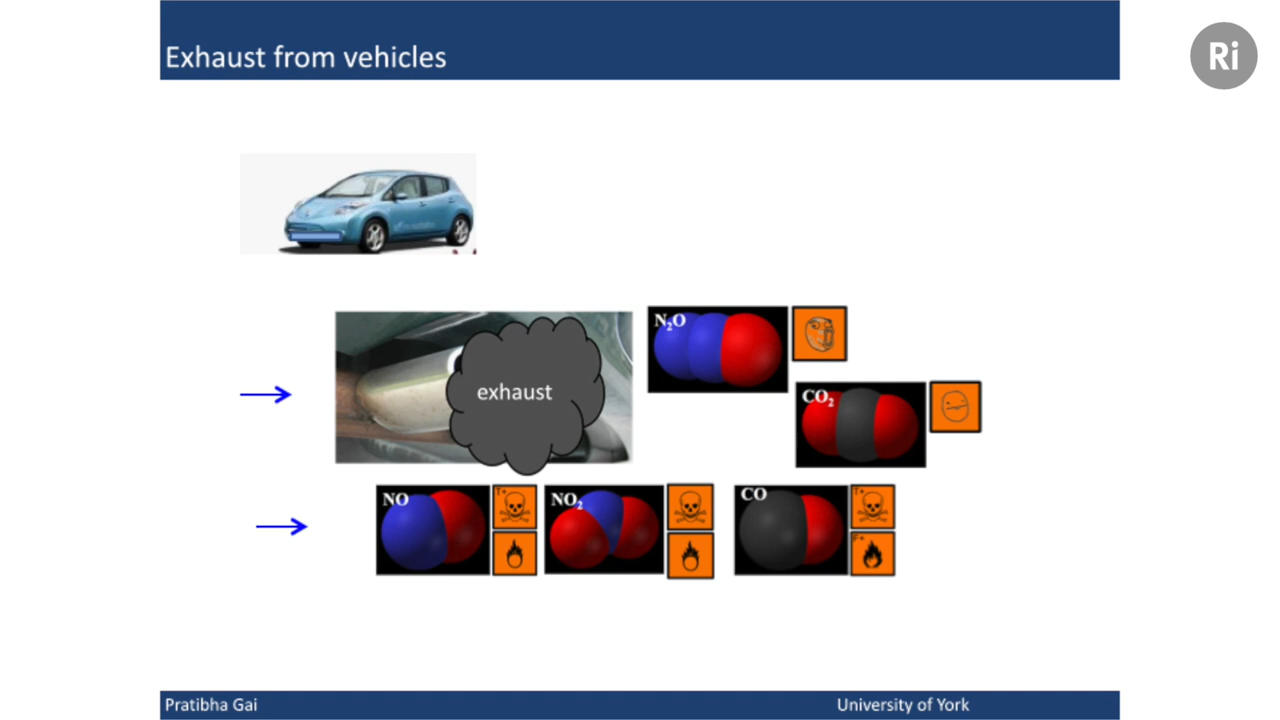 Exhaust from vehicles
Ri
exhaust
N₂O
CO₂
NO
T+
NO₂
CO
T+
F+
Pratibha Gai
University of York